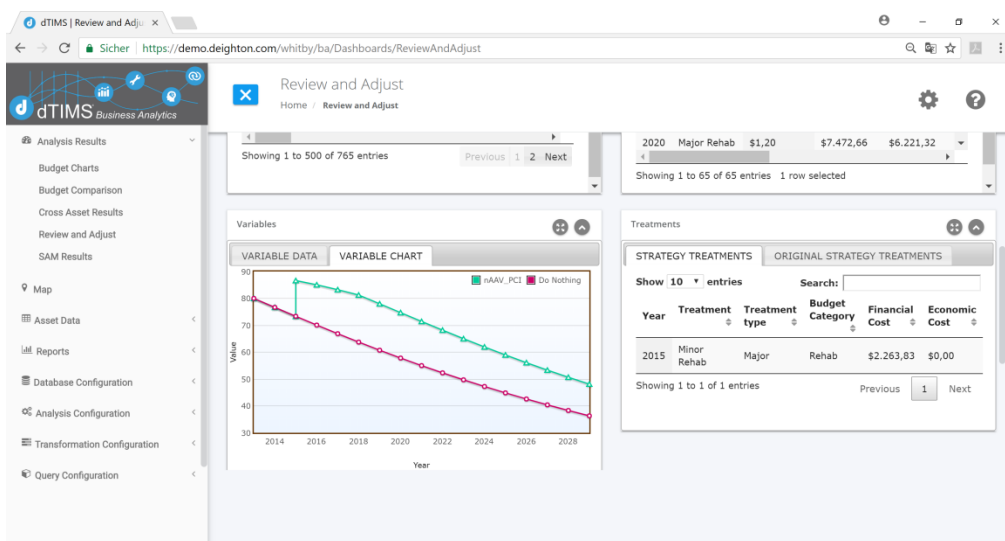 dTIMS | Review and Adju
Sicher | https://demo.deighton.com/whitby/ba/Dashboards/ReviewAndAdjust
dTIMS Business Analytics
Review and Adjust
Home / Review and Adjust
Analysis Results
Budget Charts
Budget Comparison
Cross Asset Results
Review and Adjust
SAM Results
Map
Asset Data
Reports
Database Configuration
Analysis Configuration
Transformation Configuration
Query Configuration
Showing 1 to 500 of 765 entries Previous 1 2 Next
2020 Major Rehab $1,20 $7.472,66 $6.221,32
Showing 1 to 65 of 65 entries 1 row selected
Variables
VARIABLE DATA VARIABLE CHART
nAAV_PCI Do Nothing
90
80
70
60
50
40
30
Value
2014 2016 2018 2020 2022 2024 2026 2028
Year
Treatments
STRATEGY TREATMENTS ORIGINAL STRATEGY TREATMENTS
Show 10 entries Search:
Year Treatment Treatment type Budget Category Financial Cost Economic Cost
2015 Minor Rehab Major Rehab $2.263,83 $0,00
Showing 1 to 1 of 1 entries Previous 1 Next